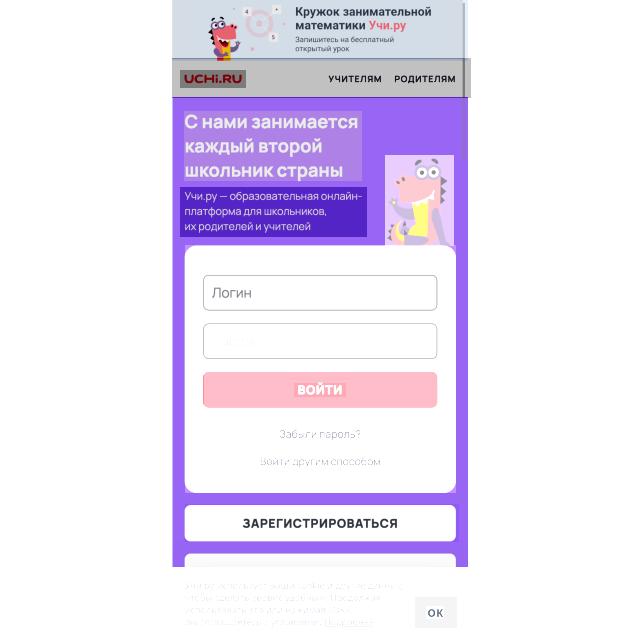 Кружок занимательной
математики Учи.ру
Запишитесь на бесплатный
открытый урок
UCHi.RU
УЧИТЕЛЯМ РОДИТЕЛЯМ
С нами занимается
каждый второй
школьник страны
Учи.ру — образовательная онлайн-
платформа для школьников,
их родителей и учителей
Логин
ВОЙТИ
Забыли пароль?
Войти другим способом
ЗАРЕГИСТРИРОВАТЬСЯ
OK